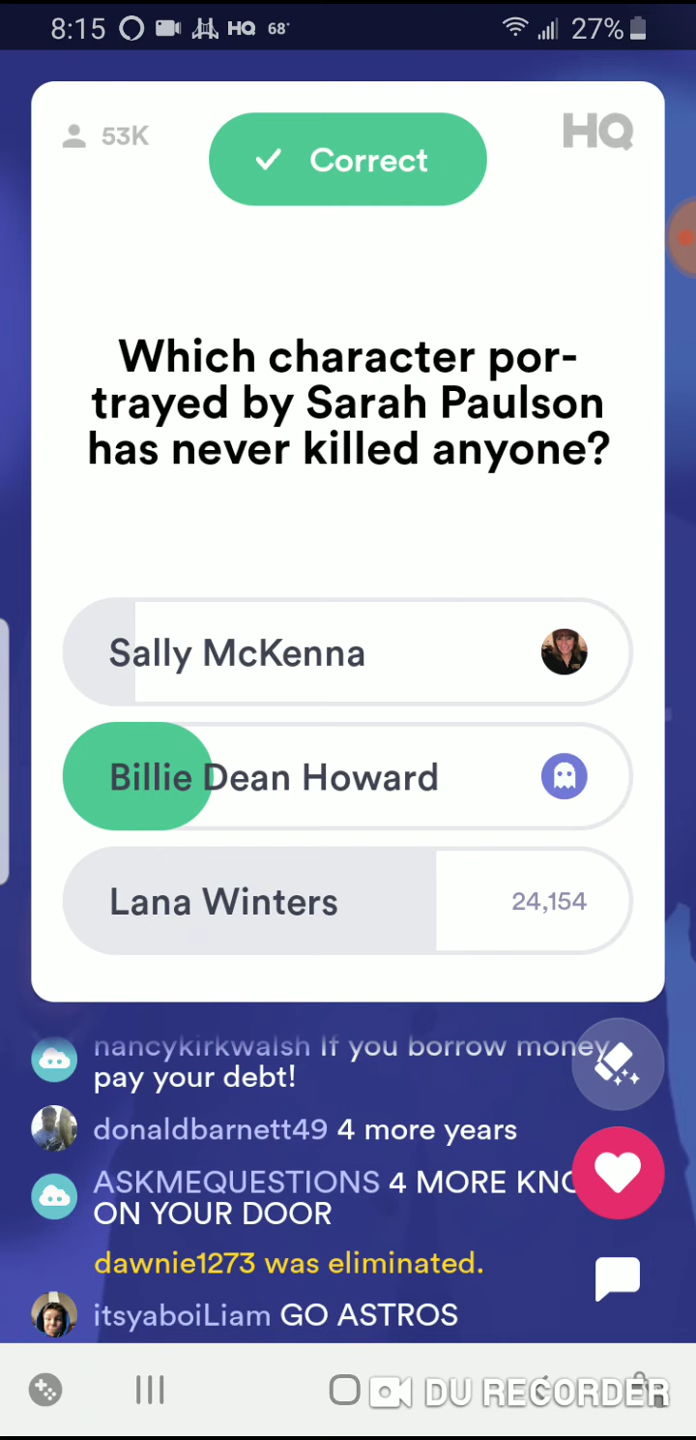 8:15 HQ 68° 27%
53K
Correct
HQ
Which character por-
trayed by Sarah Paulson
has never killed anyone?
Sally McKenna
Billie Dean Howard
Lana Winters 24,154
nancykirkwalsh If you borrow money
pay your debt!
donaldbarnett49 4 more years
ASKMEQUESTIONS 4 MORE KNO
ON YOUR DOOR
dawnie1273 was eliminated.
itsyaboiLiam GO ASTROS
DU RECORDER